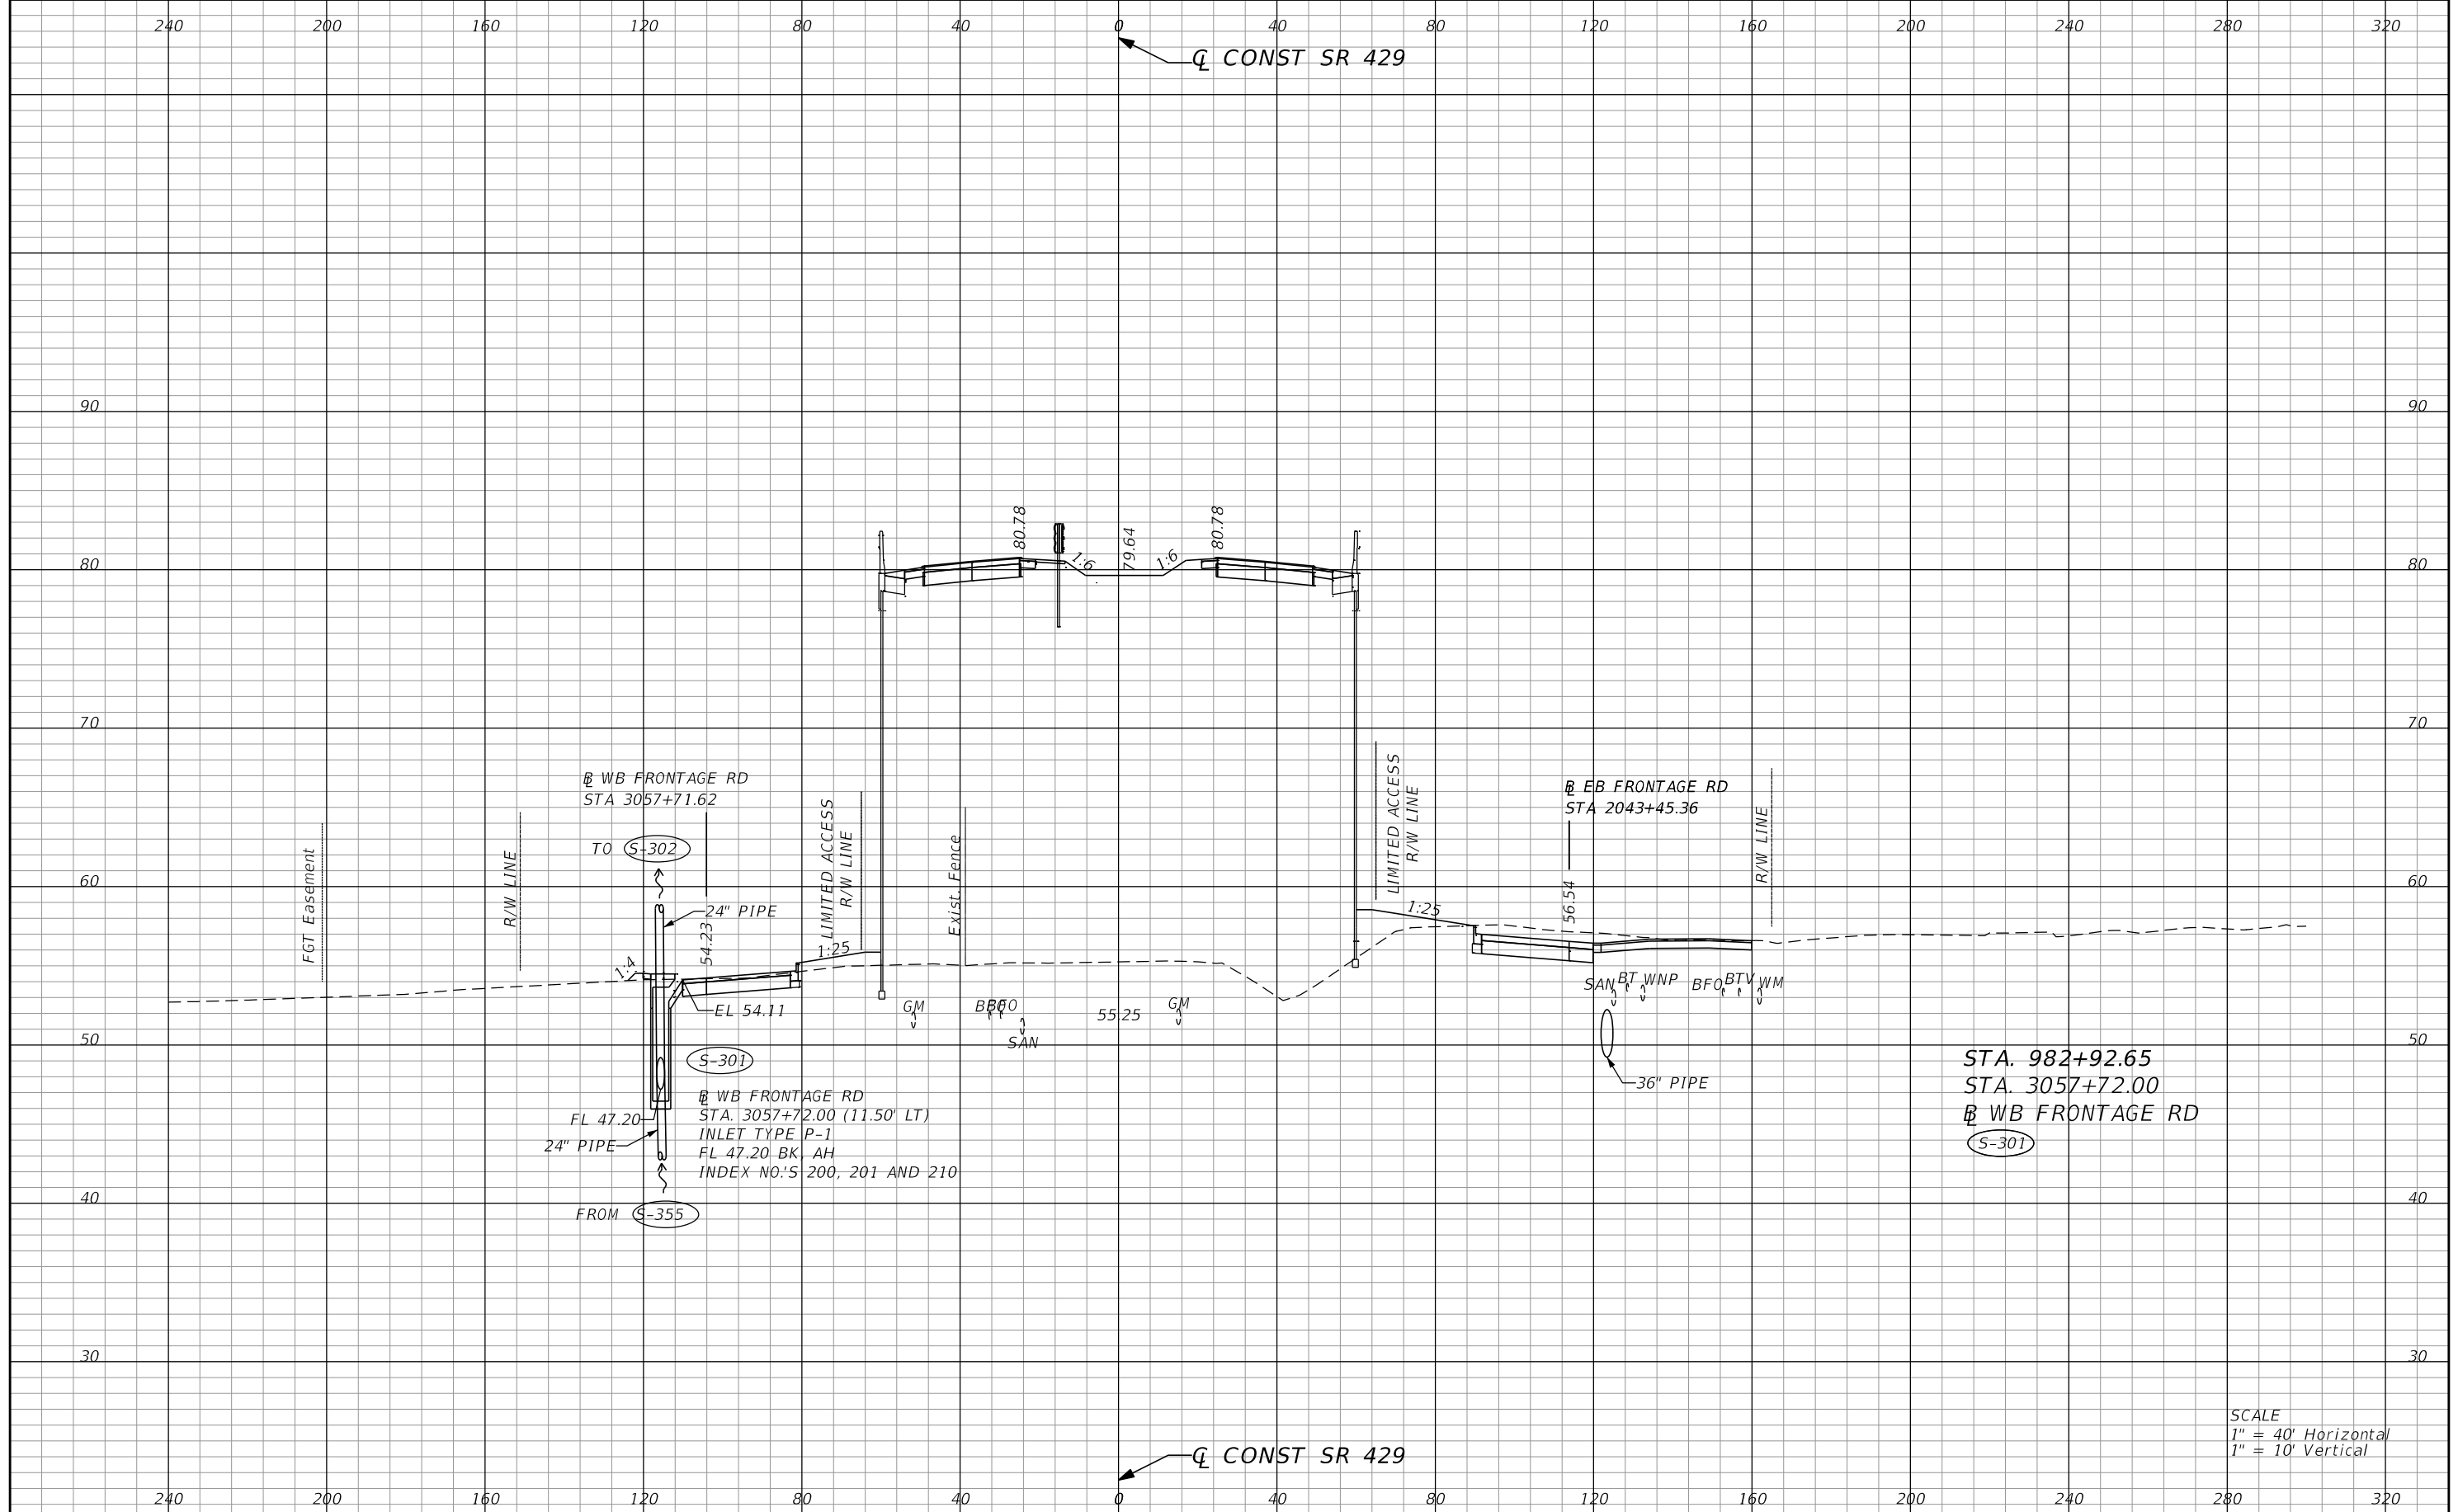 240 200 160 120 80 40 0 40 80 120 160 200 240 280 320
℄ CONST SR 429
90 90
80.78
80.78
79.64
1:6
1:6
80 80
70 70
B͟L WB FRONTAGE RD
STA 3057+71.62
TO S-302
24" PIPE
54.23
FGT Easement
R/W LINE
LIMITED ACCESS
R/W LINE
Exist. Fence
LIMITED ACCESS
R/W LINE
BL EB FRONTAGE RD
STA 2043+45.36
56.54
R/W LINE
60 60
1:4
1:25
1:25
EL 54.11
GM
BFO
SAN
55.25
GM
SAN
BT
WNP
BFO
BTV
WM
50 50
36" PIPE
S-301
BL WB FRONTAGE RD
STA. 3057+72.00 (11.50' LT)
INLET TYPE P-1
FL 47.20 BK, AH
INDEX NO.'S 200, 201 AND 210
FL 47.20
24" PIPE
FROM S-355
STA. 982+92.65
STA. 3057+72.00
BL WB FRONTAGE RD
S-301
40 40
30 30
SCALE
1" = 40' Horizontal
1" = 10' Vertical
℄ CONST SR 429
240 200 160 120 80 40 0 40 80 120 160 200 240 280 320